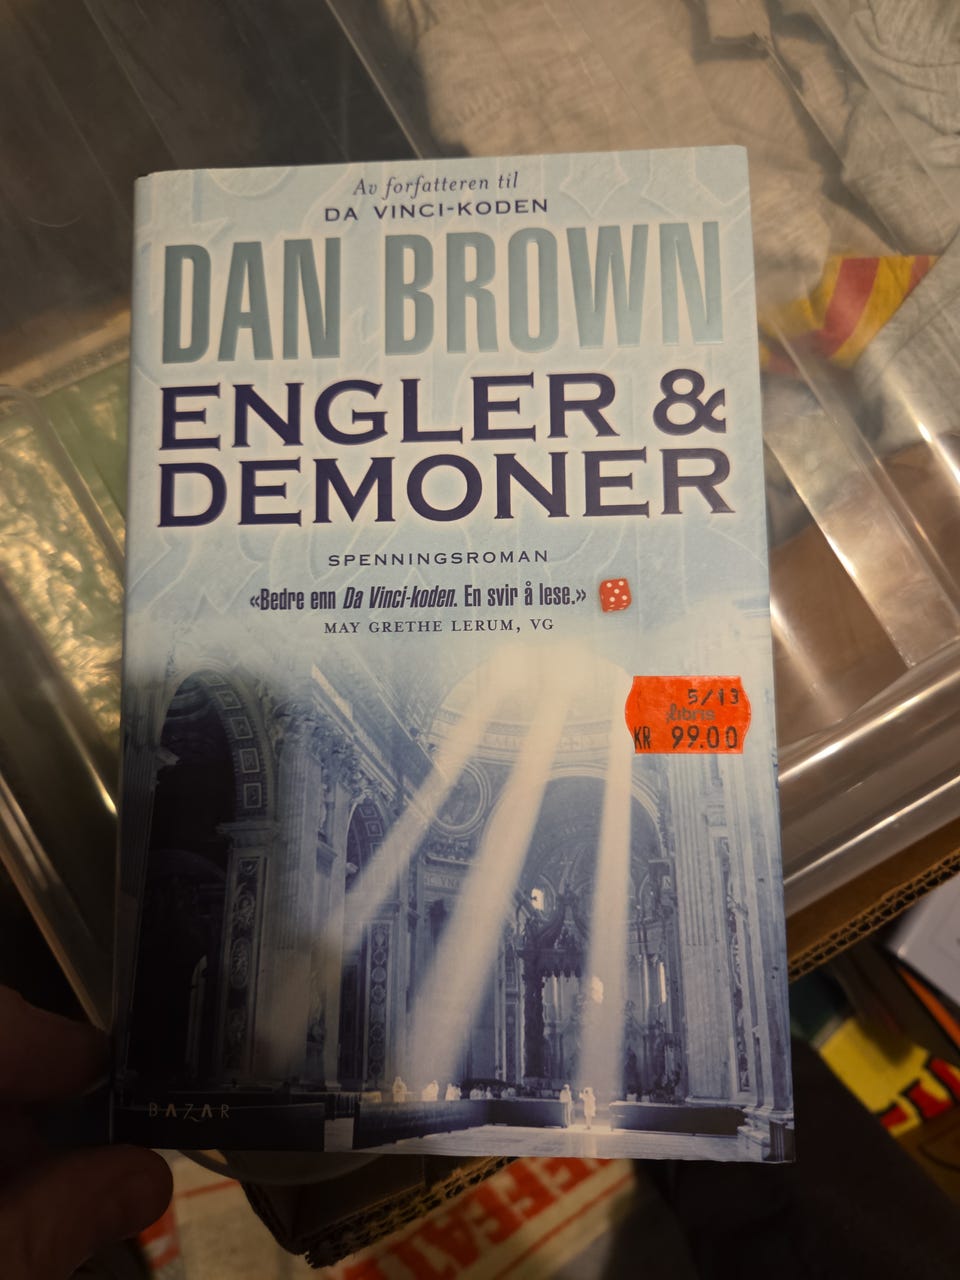 Av forfatteren til
DA VINCI-KODEN
DAN BROWN
ENGLER &
DEMONER
SPENNINGSROMAN
«Bedre enn Da Vinci-koden. En svir å lese.»
MAY GRETHE LERUM, VG
5/13
libris
KR 99.00
BAZAR